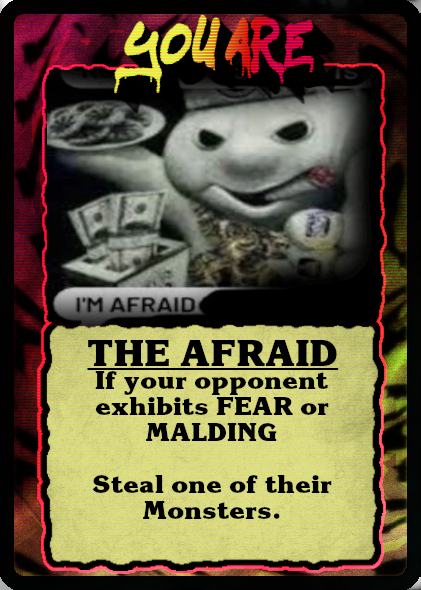 YOU ARE
I'M AFRAID
THE AFRAID
If your opponent
exhibits FEAR or
MALDING
Steal one of their
Monsters.